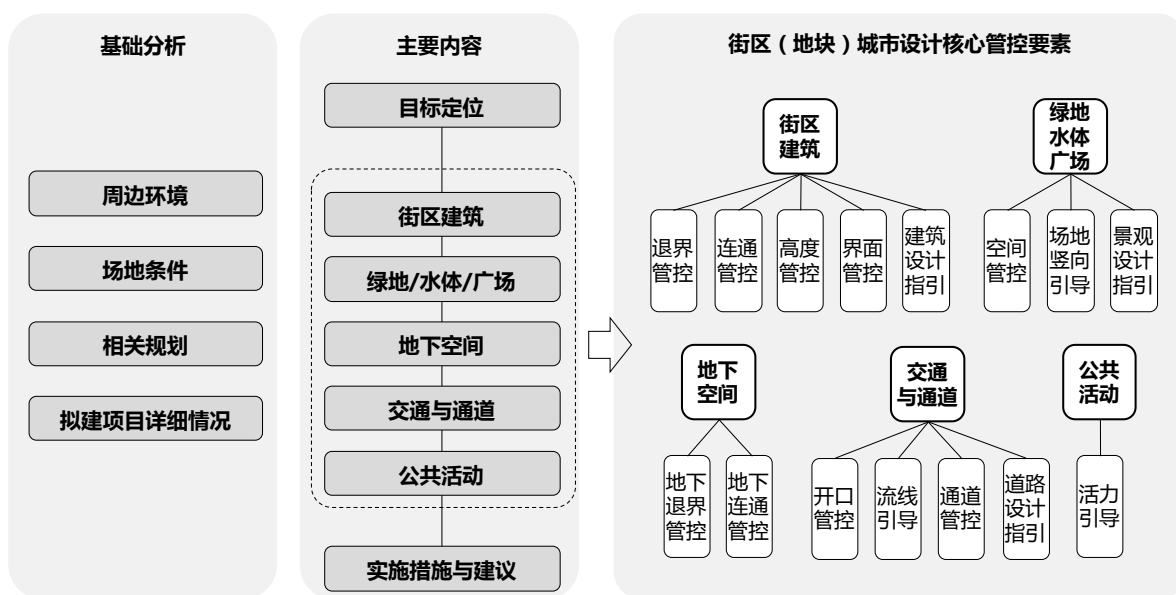 基础分析
周边环境
场地条件
相关规划
拟建项目详细情况
主要内容
目标定位
街区建筑
绿地/水体/广场
地下空间
交通与通道
公共活动
实施措施与建议
街区（地块）城市设计核心管控要素
街区
建筑
退界
管控
连通
管控
高度
管控
界面
管控
建筑
设计
指引
绿地
水体
广场
空间
管控
场地
竖向
引导
景观
设计
指引
地下
空间
地下
退界
管控
地下
连通
管控
交通
与通道
开口
管控
流线
引导
通道
管控
道路
设计
指引
公共
活动
活力
引导